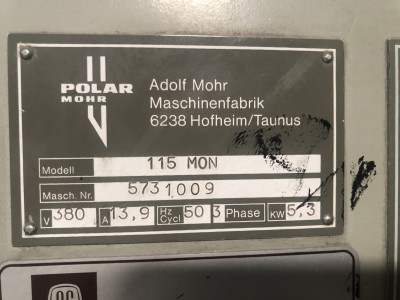 POLAR
MOHR
Adolf Mohr
Maschinenfabrik
6238 Hofheim/Taunus
Modell 115 MON
Masch. Nr. 5731009
V 380 A 13,9 Hz Cycl. 50 3 Phase KW 5,3